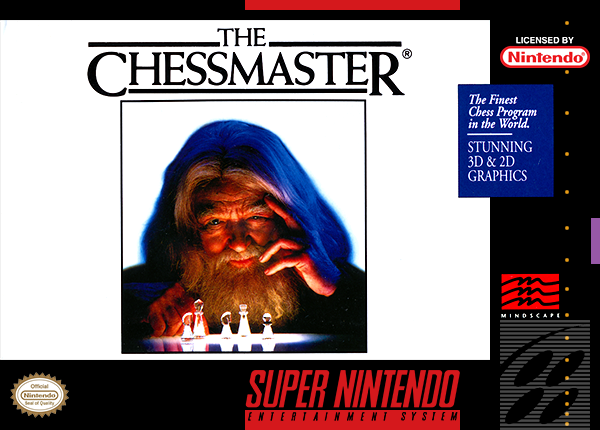 THE
CHESSMASTER®
LICENSED BY
Nintendo®
The Finest
Chess Program
in the World.
STUNNING
3D & 2D
GRAPHICS
MINDSCAPE
Official
Nintendo
Seal of Quality
SUPER NINTENDO
ENTERTAINMENT SYSTEM